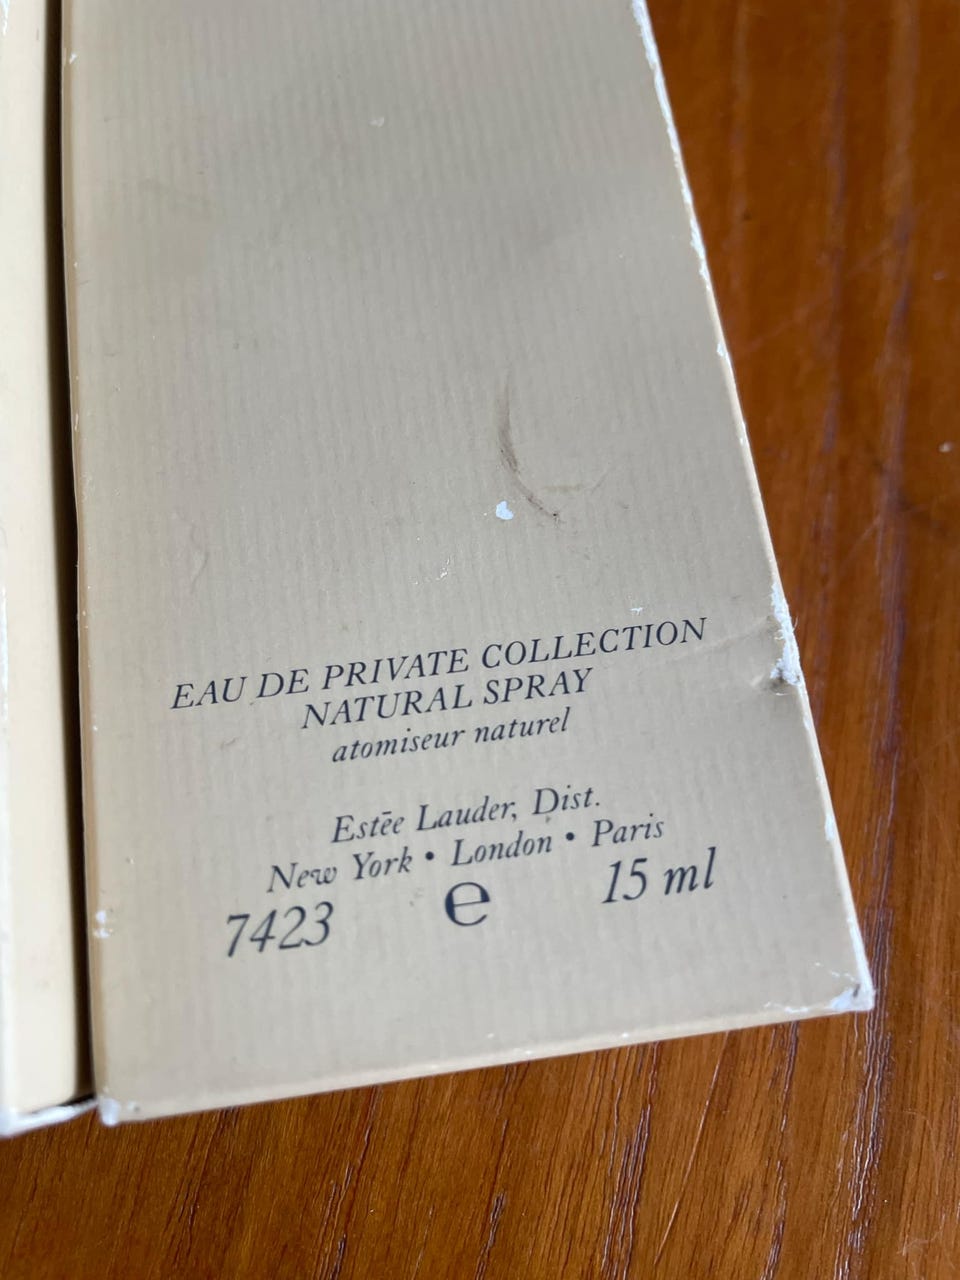 EAU DE PRIVATE COLLECTION
NATURAL SPRAY
atomiseur naturel
Estēe Lauder, Dist.
New York • London • Paris
7423 ℮ 15 ml